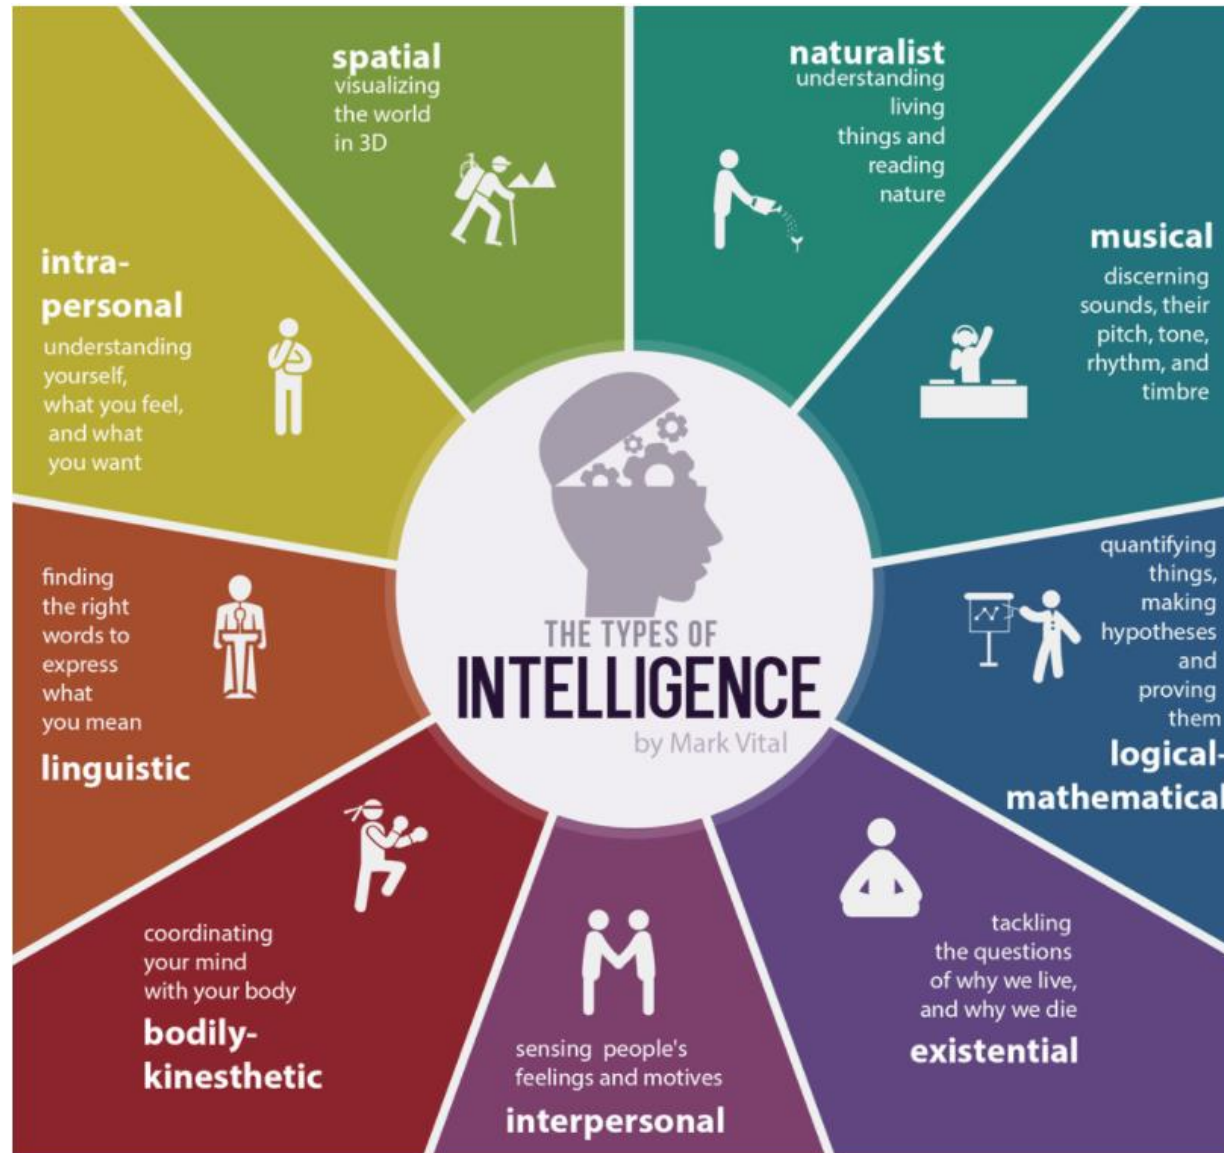 spatial
visualizing
the world
in 3D
naturalist
understanding
living
things and
reading
nature
musical
discerning
sounds, their
pitch, tone,
rhythm, and
timbre
intra-
personal
understanding
yourself,
what you feel,
and what
you want
THE TYPES OF
INTELLIGENCE
by Mark Vital
quantifying
things,
making
hypotheses
and
proving
them
logical-
mathematical
finding
the right
words to
express
what
you mean
linguistic
coordinating
your mind
with your body
bodily-
kinesthetic
sensing people's
feelings and motives
interpersonal
tackling
the questions
of why we live,
and why we die
existential